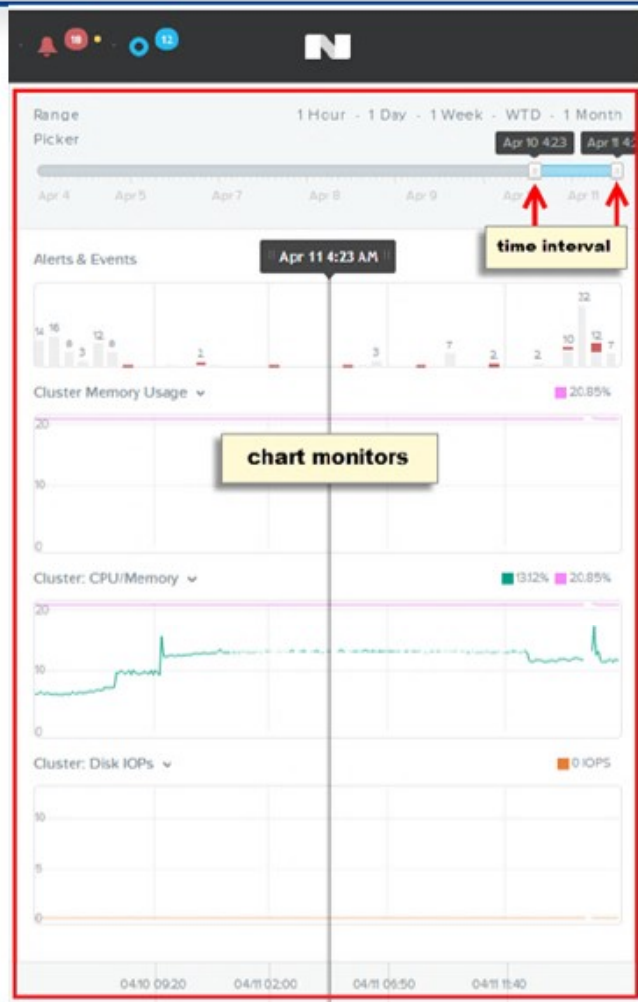 18
12
N
Range Picker
1 Hour - 1 Day - 1 Week - WTD - 1 Month
Apr 10 4:23
Apr 11 4:2
Apr 4 Apr 5 Apr 7 Apr 8 Apr 9 Apr Apr 11
time interval
Alerts & Events
Apr 11 4:23 AM
14 16 8 3 12 8 2 3 7 2 2 10 32 12 7
Cluster Memory Usage
20.85%
20
chart monitors
10
0
Cluster: CPU/Memory
13.12% 20.85%
20
10
0
Cluster: Disk IOPs
0 IOPS
10
5
0
04/10 09:20 04/11 02:00 04/11 06:50 04/11 11:40